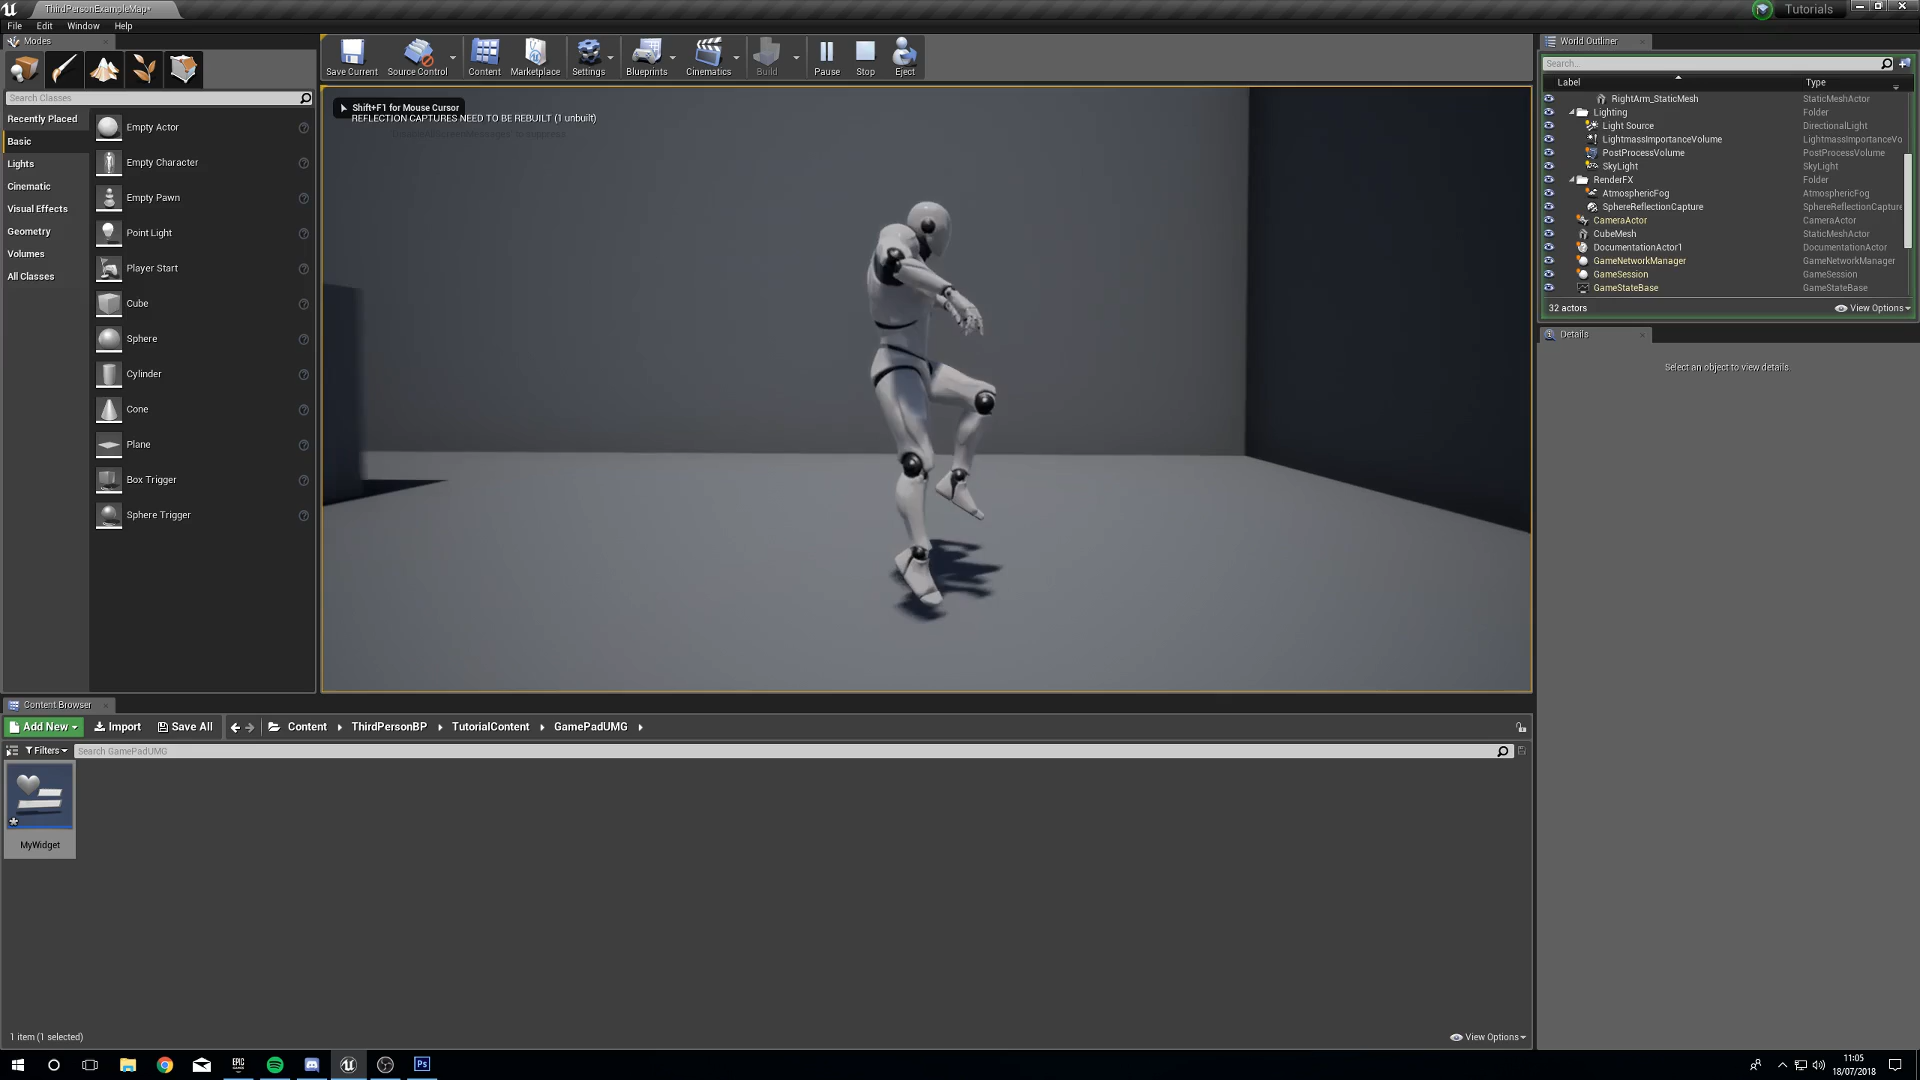 ThirdPersonExampleMap*
Tutorials
File Edit Window Help
Modes
Search Classes
Recently Placed
Basic
Lights
Cinematic
Visual Effects
Geometry
Volumes
All Classes
Empty Actor
Empty Character
Empty Pawn
Point Light
Player Start
Cube
Sphere
Cylinder
Cone
Plane
Box Trigger
Sphere Trigger
Save Current Source Control Content Marketplace Settings Blueprints Cinematics Build Pause Stop Eject
Shift+F1 for Mouse Cursor
REFLECTION CAPTURES NEED TO BE REBUILT (1 unbuilt)
World Outliner
Search...
Label Type
RightArm_StaticMesh StaticMeshActor
Lighting Folder
Light Source DirectionalLight
LightmassImportanceVolume LightmassImportanceVo
PostProcessVolume PostProcessVolume
SkyLight SkyLight
RenderFX Folder
AtmosphericFog AtmosphericFog
SphereReflectionCapture SphereReflectionCapture
CameraActor CameraActor
CubeMesh StaticMeshActor
DocumentationActor1 DocumentationActor
GameNetworkManager GameNetworkManager
GameSession GameSession
GameStateBase GameStateBase
32 actors View Options
Details
Select an object to view details.
Content Browser
Add New Import Save All Content ThirdPersonBP TutorialContent GamePadUMG
Filters Search GamePadUMG
MyWidget
1 item (1 selected) View Options
EPIC
GAMES
Ps
11:05
18/07/2018